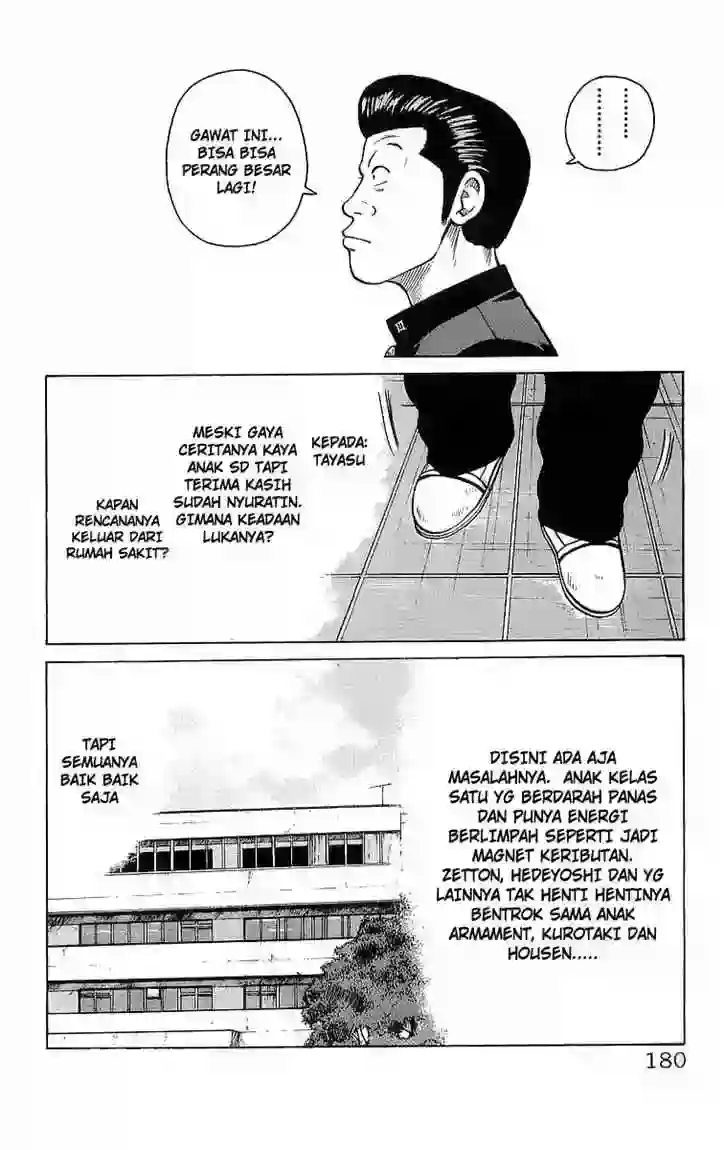 ............
............
GAWAT INI...
BISA BISA
PERANG BESAR
LAGI!
III
KEPADA:
TAYASU
MESKI GAYA
CERITANYA KAYA
ANAK SD TAPI
TERIMA KASIH
SUDAH NYURATIN.
GIMANA KEADAAN
LUKANYA?
KAPAN
RENCANANYA
KELUAR DARI
RUMAH SAKIT?
DISINI ADA AJA
MASALAHNYA. ANAK KELAS
SATU YG BERDARAH PANAS
DAN PUNYA ENERGI
BERLIMPAH SEPERTI JADI
MAGNET KERIBUTAN.
ZETTON, HEDEYOSHI DAN YG
LAINNYA TAK HENTI HENTINYA
BENTROK SAMA ANAK
ARMAMENT, KUROTAKI DAN
HOUSEN.....
TAPI
SEMUANYA
BAIK BAIK
SAJA
180